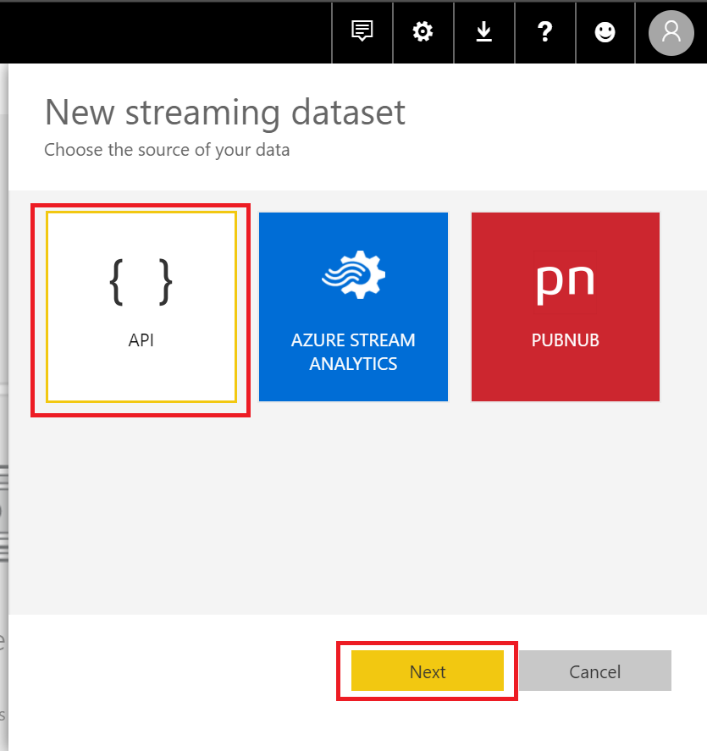 ?
New streaming dataset
Choose the source of your data
{ }
API
AZURE STREAM
ANALYTICS
pn
PUBNUB
Next
Cancel
e
s